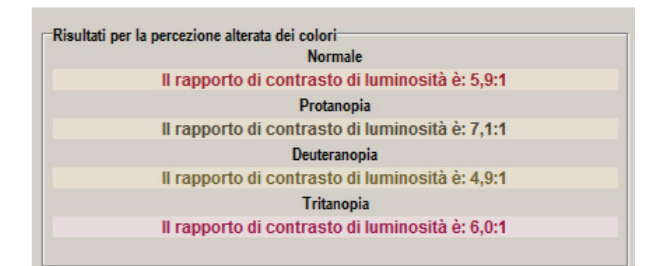 Risultati per la percezione alterata dei colori
Normale
Il rapporto di contrasto di luminosità è: 5,9:1
Protanopia
Il rapporto di contrasto di luminosità è: 7,1:1
Deuteranopia
Il rapporto di contrasto di luminosità è: 4,9:1
Tritanopia
Il rapporto di contrasto di luminosità è: 6,0:1